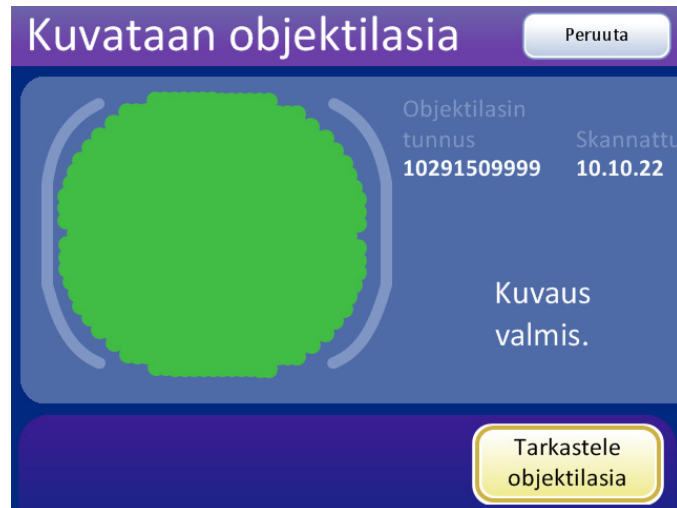 Kuvataan objektilasia
Peruuta
Objektilasin
tunnus
10291509999
Skannattu
10.10.22
Kuvaus
valmis.
Tarkastele
objektilasia